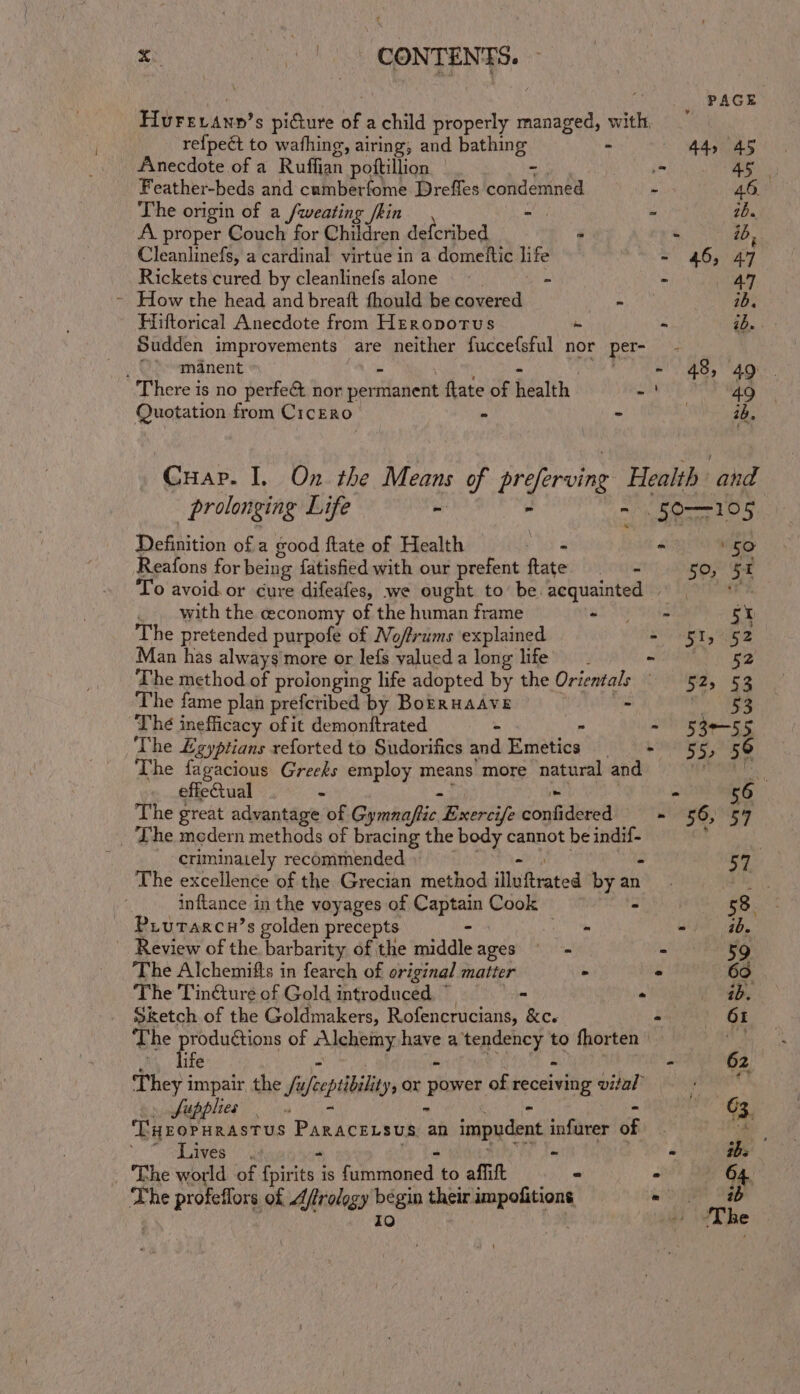 x CONTENTS.
PAGE
HUFELAND’s picture of a child properly managed, with
reſpect to waſhing, airing, and bathing - 44, 45
Anecdote of a Ruſſian poſtillion - - 45
Feather-beds and cumberſome Dreſſes condemned - 46
The origin of a ſweating ſkin - - ib.
A proper Couch for Children deſcribed - - ib.
Cleanlineſs, a cardinal virtue in a domeſtic life - 46, 47
Rickets cured by cleanlineſs alone - - 47
How the head and breaſt ſhould be covered - ib.
Hiſtorical Anecdote from HERODOTUS - - ib.
Sudden improvements are neither ſucceſsful nor per-
manent - - - 48, 49
There is no perfect nor permanent ſtate of health - 49
Quotation from CICERO - - ib.
CHAP. I. On the Means of preſerving Health and
prolonging Life - - - 50—105
Definition of a good ſtate of Health - - 50
Reaſons for being ſatisfied with our preſent ſtate - 50, 51
To avoid or cure diſeaſes, we ought to be acquainted
with the œconomy of the human frame - - 51
The pretended purpoſe of Noſtrums explained - 51, 52
Man has always more or leſs valued a long life - 52
The method of prolonging life adopted by the Orientals 52, 53
The ſame plan preſcribed by BOERHAAVE - 53
The inefficacy of it demonſtrated - - - 53—55
The Egyptians reſorted to Sudorifics and Emetics - 55, 56
The ſagacious Greeks employ means more natural and
effectual - - - - 56
The great advantage of Gymnaſtic Exerciſe conſidered - 56, 57
The modern methods of bracing the body cannot be indiſ-
criminately recommended - - 57
The excellence of the Grecian method illuſtrated by an
inſtance in the voyages of Captain Cook - 58
PLUTARCH’s golden precepts - - - ib.
Review of the barbarity of the middle ages - - 59
The Alchemiſts in ſearch of original matter - - 60
The Tincture of Gold introduced - - ib.
Sketch of the Goldmakers, Roſencrucians, &c. - 61
The productions of Alchemy have a tendency to ſhorten
life - - - - 62
They impair the ſuſceptibility, or power of receiving vital
ſupplies - - - - 63
THEOPHRASTUS PARACELSUS an impudent inſurer of
Lives - - - - ib.
The world of ſpirits is ſummoned to aſſiſt - - 64
The profeſſors of Aſtrology begin their impoſitions - ib
10 The